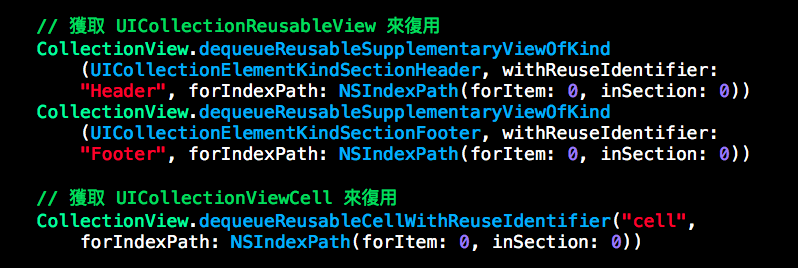 // 獲取 UICollectionReusableView 來復用
CollectionView.dequeueReusableSupplementaryViewOfKind
(UICollectionElementKindSectionHeader, withReuseIdentifier:
"Header", forIndexPath: NSIndexPath(forItem: 0, inSection: 0))
CollectionView.dequeueReusableSupplementaryViewOfKind
(UICollectionElementKindSectionFooter, withReuseIdentifier:
"Footer", forIndexPath: NSIndexPath(forItem: 0, inSection: 0))
// 獲取 UICollectionViewCell 來復用
CollectionView.dequeueReusableCellWithReuseIdentifier("cell",
forIndexPath: NSIndexPath(forItem: 0, inSection: 0))